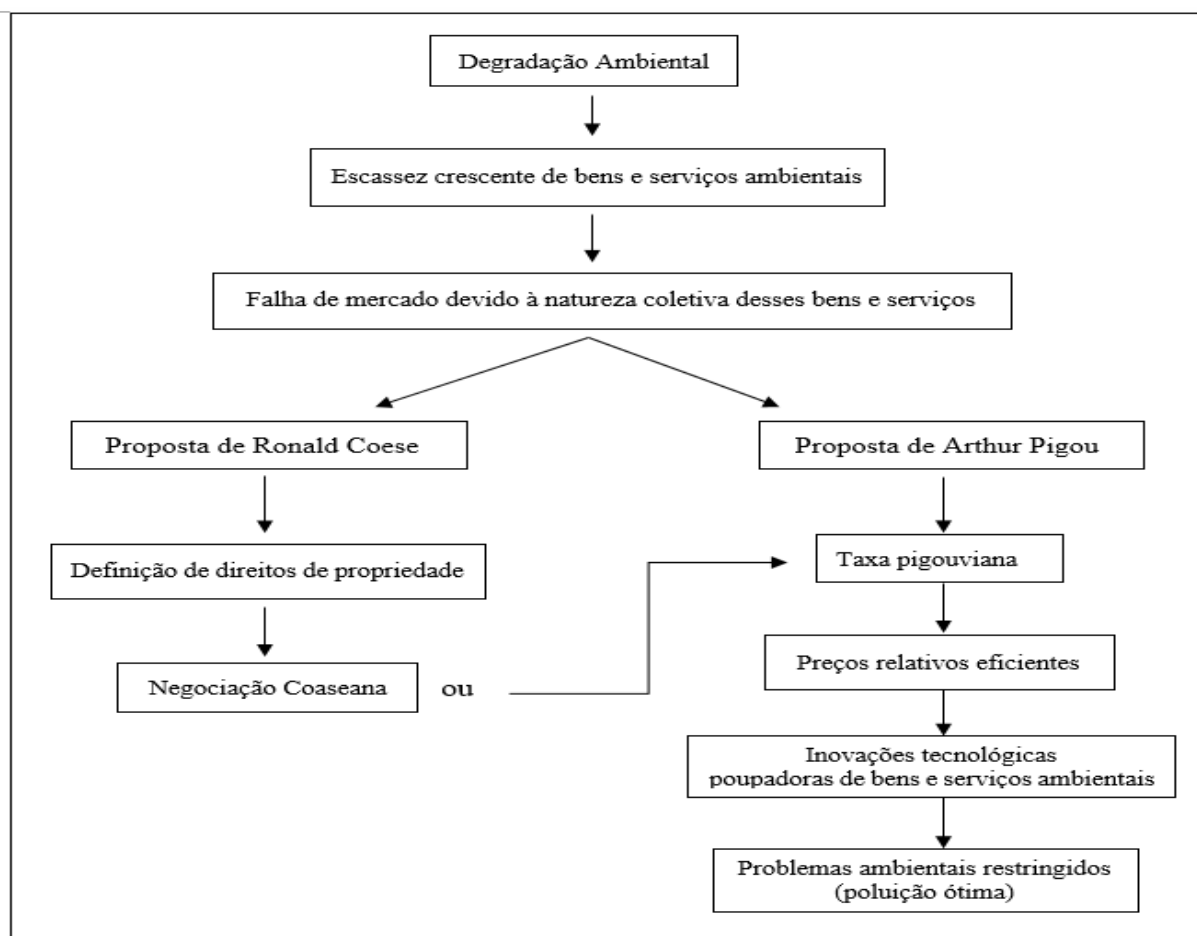 Degradação Ambiental
Escassez crescente de bens e serviços ambientais
Falha de mercado devido à natureza coletiva desses bens e serviços
Proposta de Ronald Coese
Proposta de Arthur Pigou
Definição de direitos de propriedade
Taxa pigouviana
Negociação Coaseana
ou
Preços relativos eficientes
Inovações tecnológicas
poupadoras de bens e serviços ambientais
Problemas ambientais restringidos
(poluição ótima)